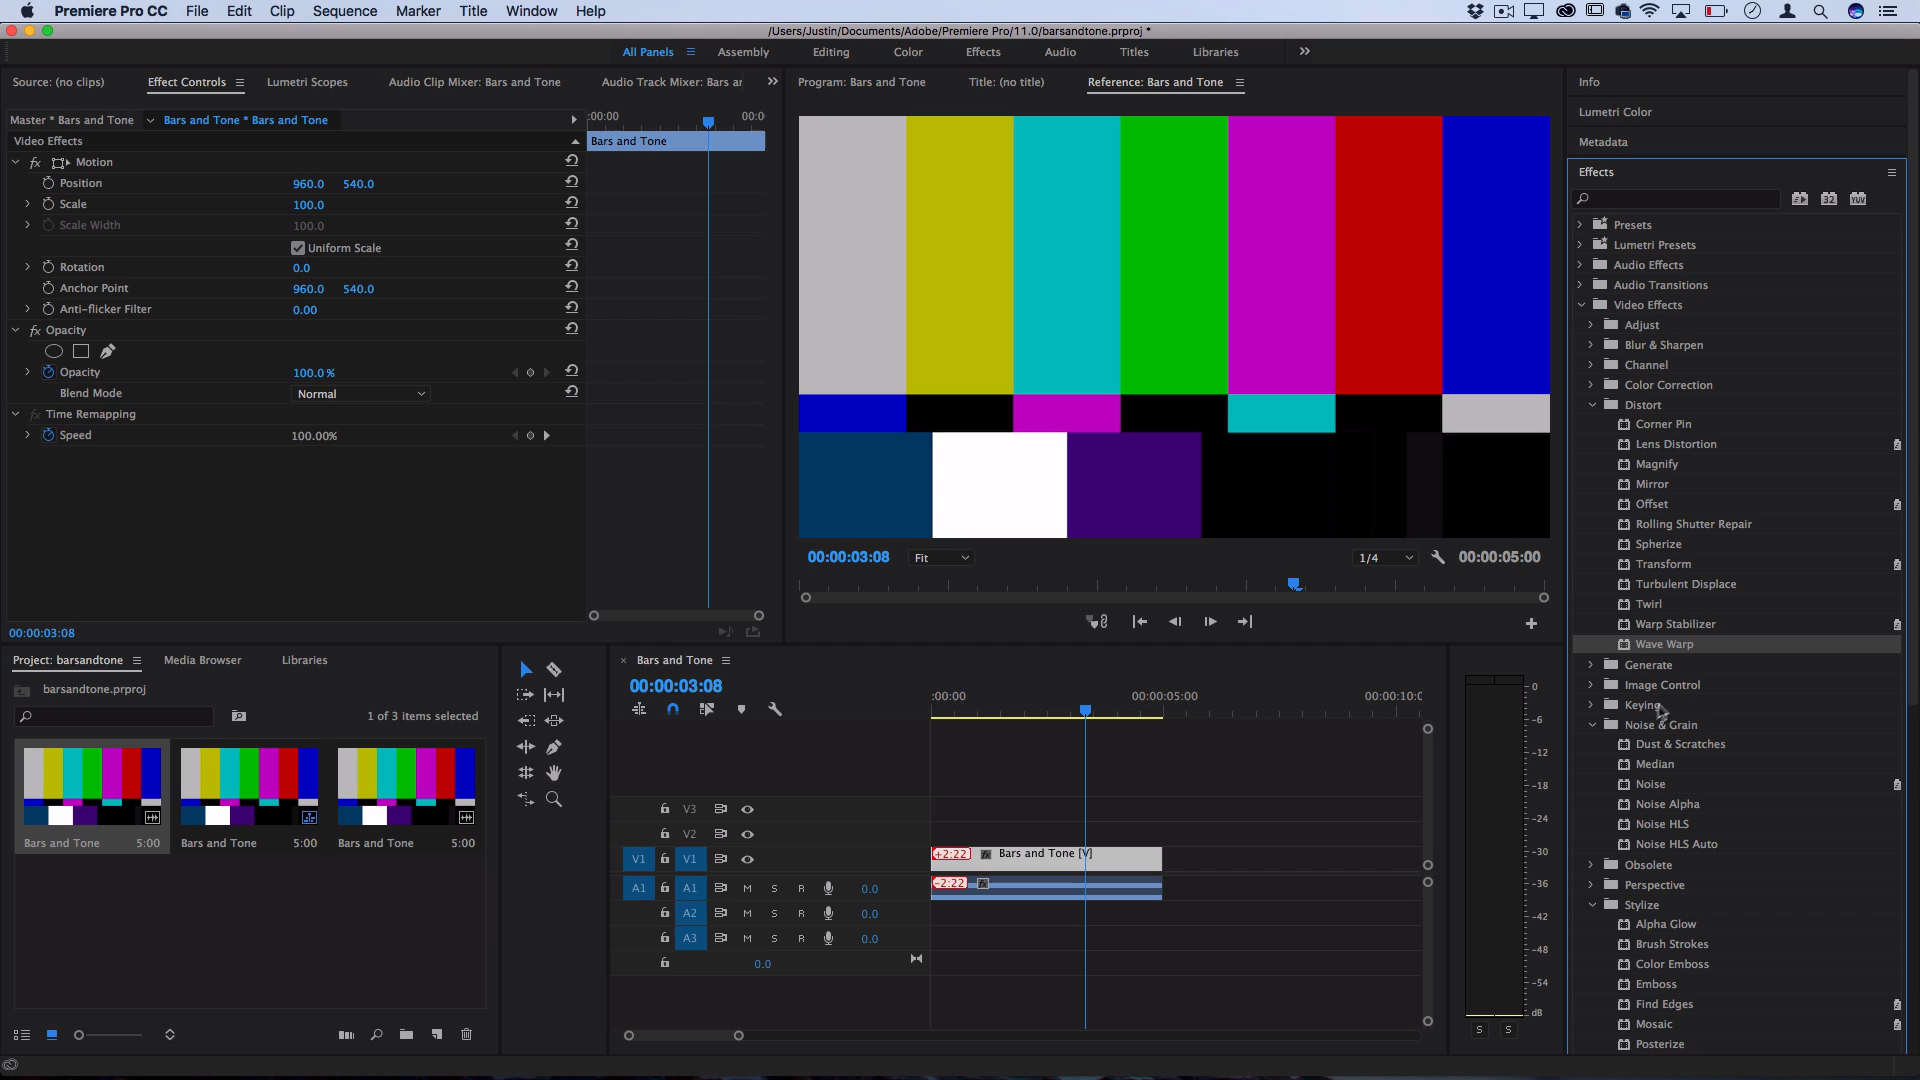 Premiere Pro CC File Edit Clip Sequence Marker Title Window Help
/Users/Justin/Documents/Adobe/Premiere Pro/11.0/barsandtone.prproj *
All Panels Assembly Editing Color Effects Audio Titles Libraries
Source: (no clips) Effect Controls Lumetri Scopes Audio Clip Mixer: Bars and Tone Audio Track Mixer: Bars ar
Master * Bars and Tone Bars and Tone * Bars and Tone
:00:00 00:0
Video Effects
Bars and Tone
fx Motion
Position 960.0 540.0
Scale 100.0
Scale Width 100.0
Uniform Scale
Rotation 0.0
Anchor Point 960.0 540.0
Anti-flicker Filter 0.00
fx Opacity
Opacity 100.0 %
Blend Mode Normal
fx Time Remapping
Speed 100.00%
00:00:03:08
Program: Bars and Tone Title: (no title) Reference: Bars and Tone
00:00:03:08 Fit 1/4 00:00:05:00
Info
Lumetri Color
Metadata
Effects
32 YUV
Presets
Lumetri Presets
Audio Effects
Audio Transitions
Video Effects
Adjust
Blur & Sharpen
Channel
Color Correction
Distort
Corner Pin
Lens Distortion
Magnify
Mirror
Offset
Rolling Shutter Repair
Spherize
Transform
Turbulent Displace
Twirl
Warp Stabilizer
Wave Warp
Generate
Image Control
Keying
Noise & Grain
Dust & Scratches
Median
Noise
Noise Alpha
Noise HLS
Noise HLS Auto
Obsolete
Perspective
Stylize
Alpha Glow
Brush Strokes
Color Emboss
Emboss
Find Edges
Mosaic
Posterize
Project: barsandtone Media Browser Libraries
barsandtone.prproj
1 of 3 items selected
Bars and Tone 5:00 Bars and Tone 5:00 Bars and Tone 5:00
Bars and Tone
00:00:03:08
:00:00 00:00:05:00 00:00:10:0
V3
V2
V1 V1 +2:22 Bars and Tone [V]
A1 A1 M S R 0.0 -2:22
A2 M S R 0.0
A3 M S R 0.0
0.0
0
-6
-12
-18
-24
-30
-36
-42
-48
-54
dB
S S